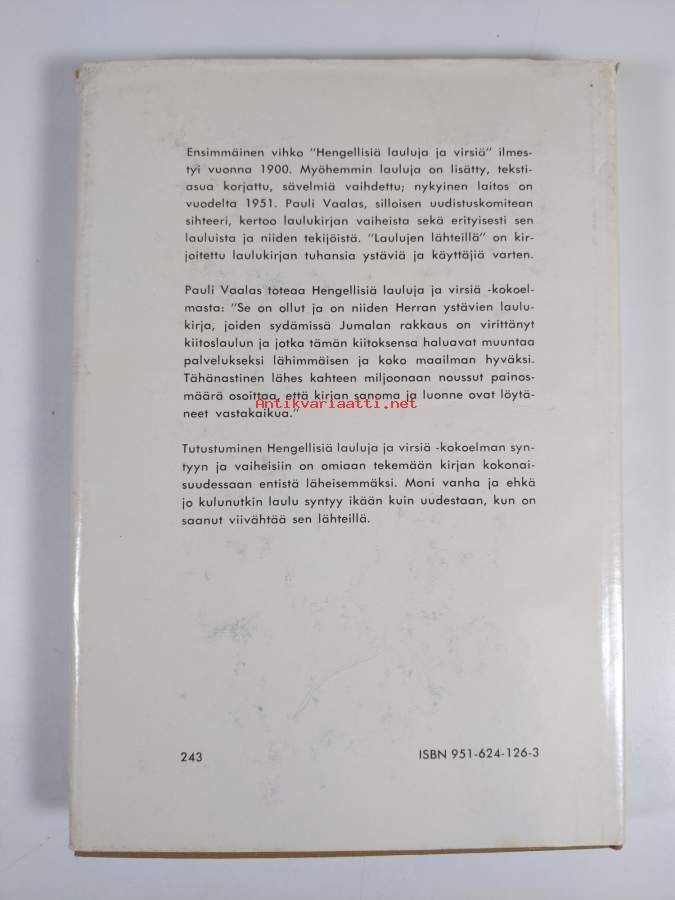 Ensimmäinen vihko "Hengellisiä lauluja ja virsiä" ilmes-
tyi vuonna 1900. Myöhemmin lauluja on lisätty, teksti-
asua korjattu, sävelmiä vaihdettu; nykyinen laitos on
vuodelta 1951. Pauli Vaalas, silloisen uudistuskomitean
sihteeri, kertoo laulukirjan vaiheista sekä erityisesti sen
lauluista ja niiden tekijöistä. "Laulujen lähteillä" on kir-
joitettu laulukirjan tuhansia ystäviä ja käyttäjiä varten.
Pauli Vaalas toteaa Hengellisiä lauluja ja virsiä -kokoel-
masta: "Se on ollut ja on niiden Herran ystävien laulu-
kirja, joiden sydämissä Jumalan rakkaus on virittänyt
kiitoslaulun ja jotka tämän kiitoksensa haluavat muuntaa
palvelukseksi lähimmäisen ja koko maailman hyväksi.
Tähänastinen lähes kahteen miljoonaan noussut painos-
määrä osoittaa, että kirjan sanoma ja luonne ovat löytä-
Antikvariaatti.net
neet vastakaikua."
Tutustuminen Hengellisiä lauluja ja virsiä -kokoelman syn-
tyyn ja vaiheisiin on omiaan tekemään kirjan kokonai-
suudessaan entistä läheisemmäksi. Moni vanha ja ehkä
jo kulunutkin laulu syntyy ikään kuin uudestaan, kun on
saanut viivähtää sen lähteillä.
243
ISBN 951-624-126-3